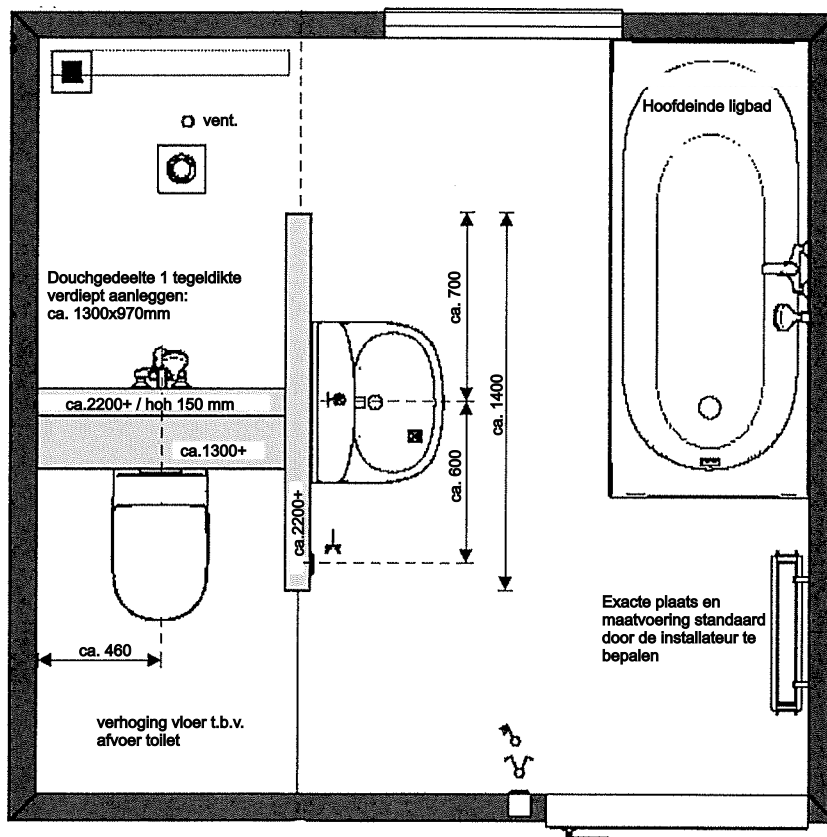 Hoofdeinde ligbad
vent.
Douchgedeelte 1 tegeldikte
verdiept aanleggen:
ca. 1300x970mm
ca. 700
ca. 1400
ca.2200+ / hoh 150 mm
ca.1300+
ca. 600
ca.2200+
Exacte plaats en
maatvoering standaard
door de installateur te
bepalen
ca. 460
verhoging vloer t.b.v.
afvoer toilet